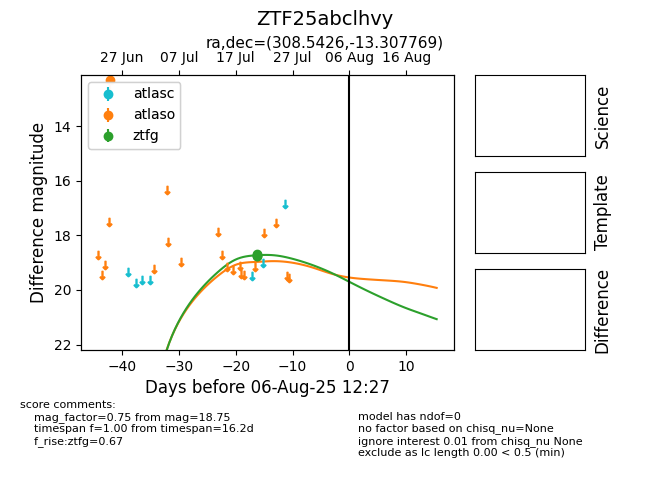 ZTF25abclhvy
ra,dec=(308.5426,-13.307769)
27 Jun 07 Jul 17 Jul 27 Jul 06 Aug 16 Aug
atlasc
atlaso
ztfg
14
16
18
20
22
Difference magnitude
−40 −30 −20 −10 0 10
Days before 06-Aug-25 12:27
Science
Template
Difference
score comments:
mag_factor=0.75 from mag=18.75
timespan f=1.00 from timespan=16.2d
f_rise:ztfg=0.67
model has ndof=0
no factor based on chisq_nu=None
ignore interest 0.01 from chisq_nu None
exclude as lc length 0.00 < 0.5 (min)